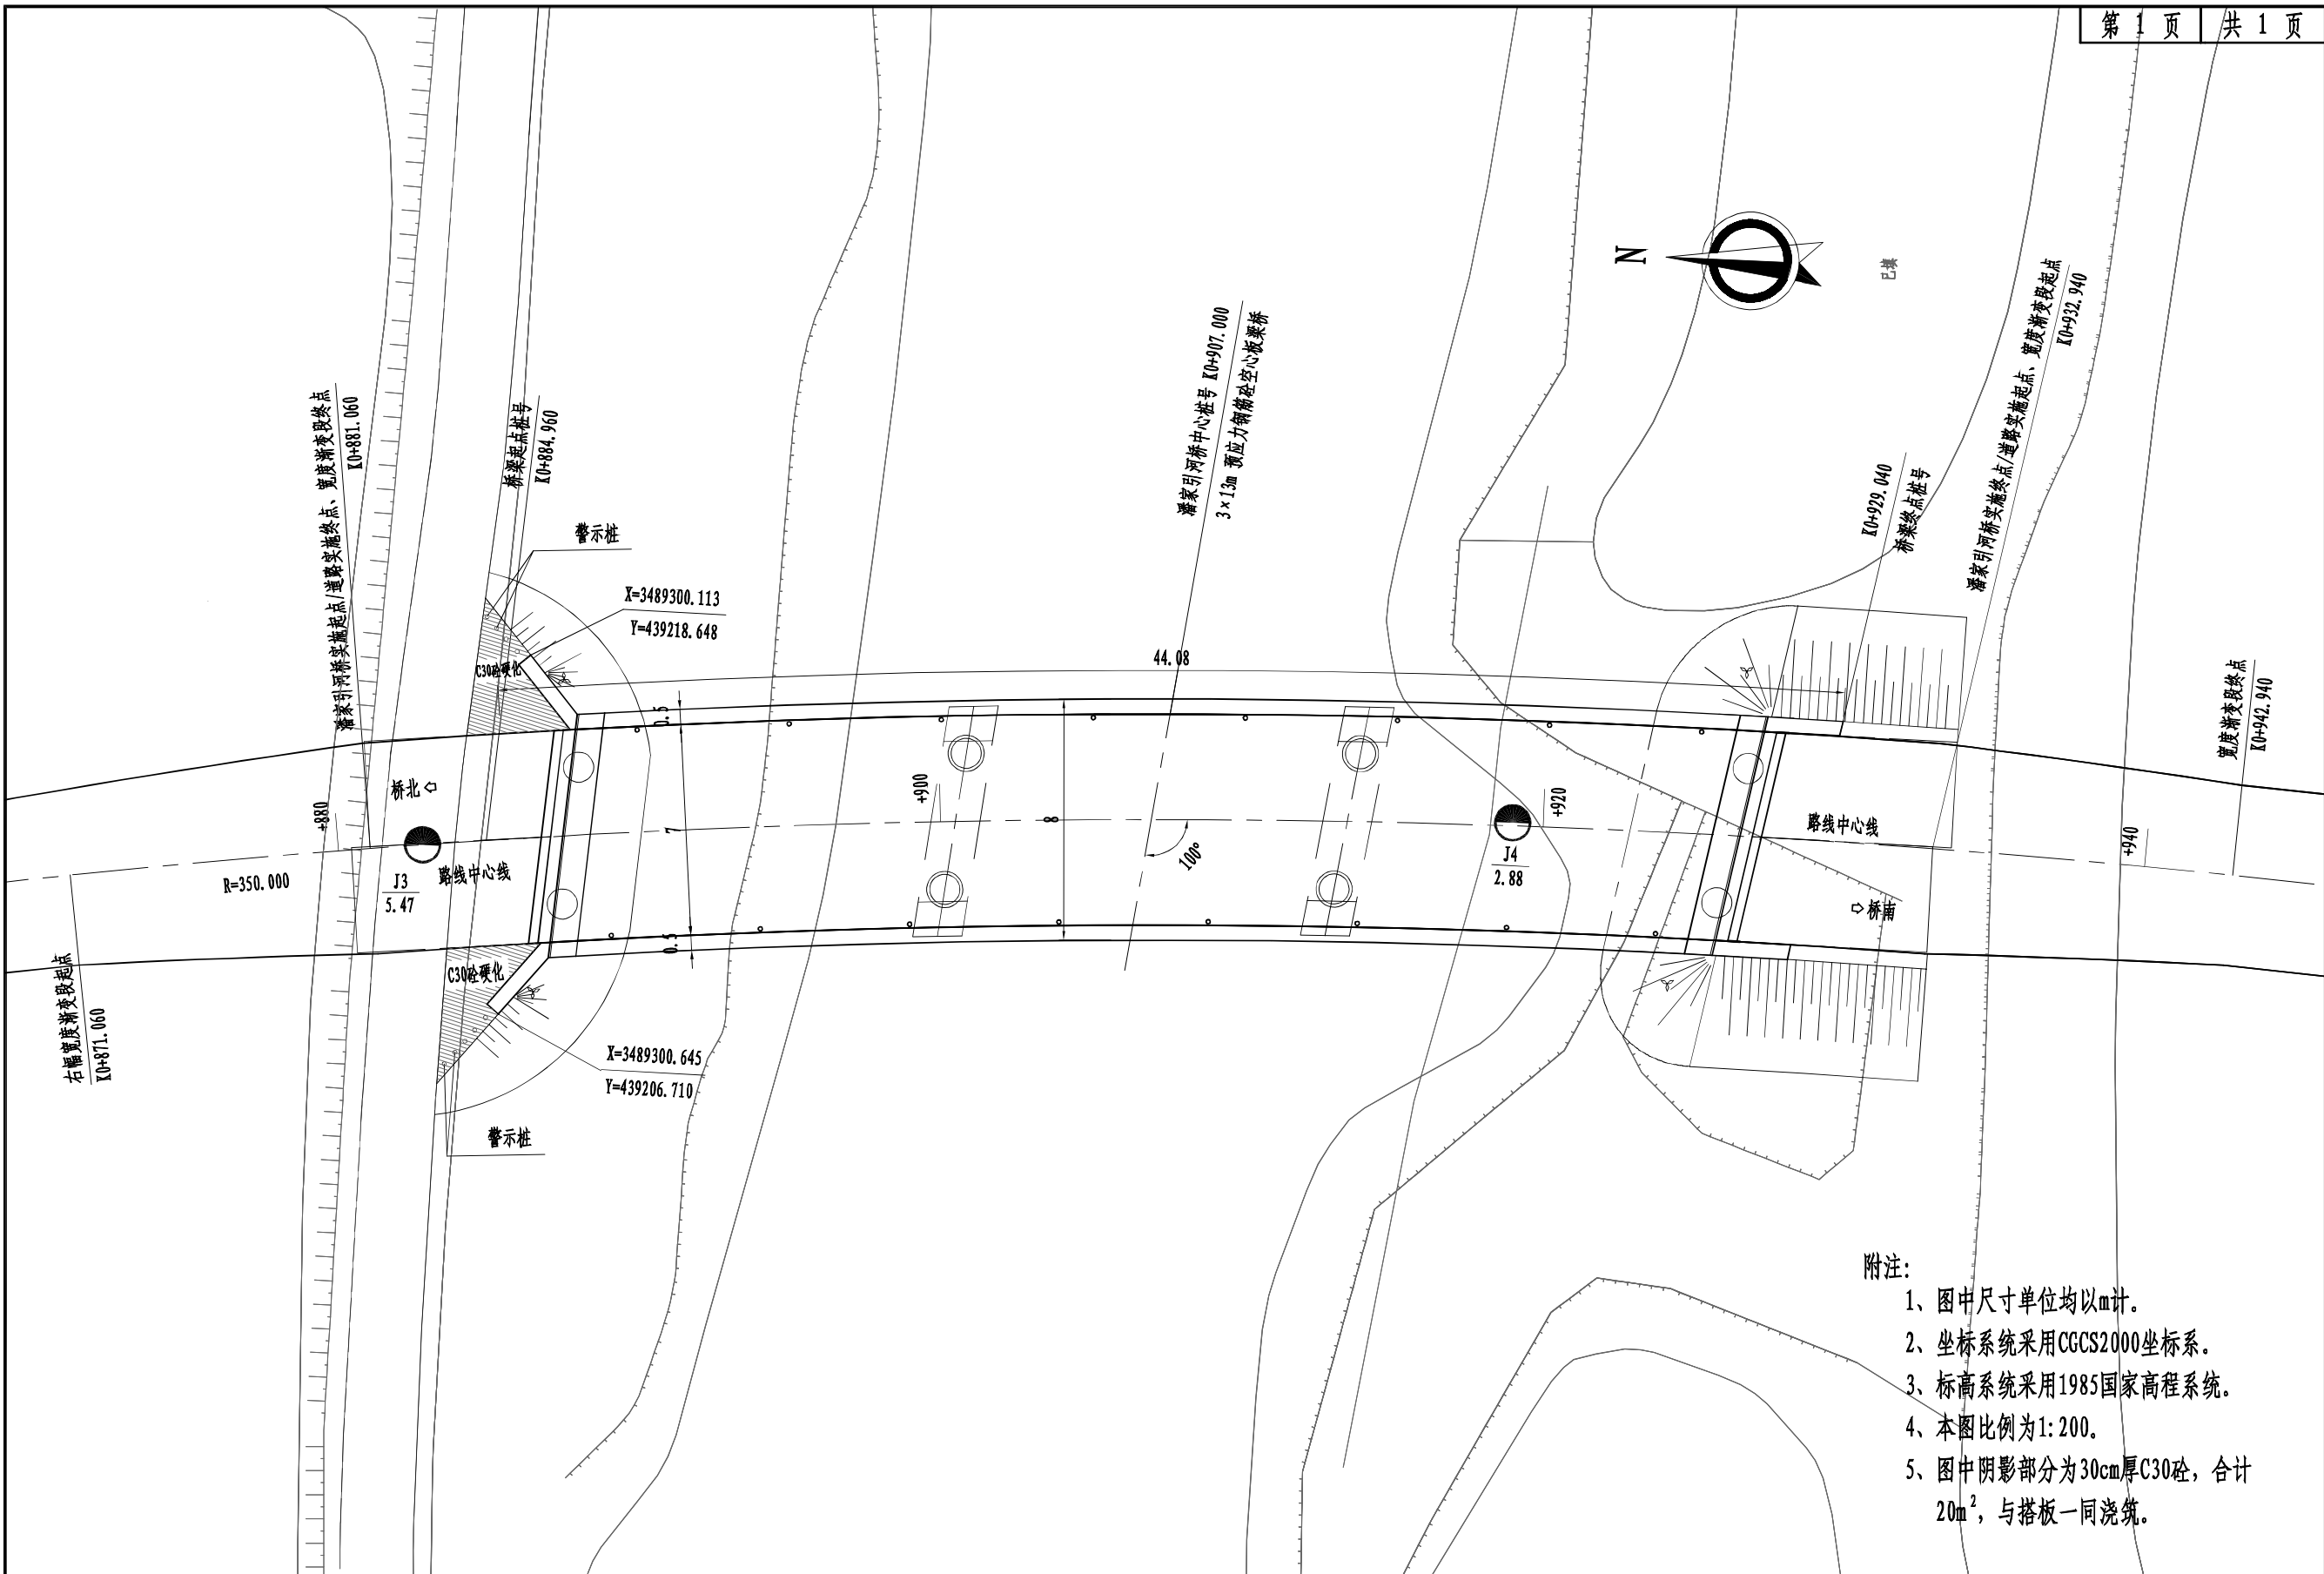 第 1 页 共 1 页
N
已填
潘家引河桥实施起点/道路实施终点、宽度渐变段终点
K0+881.060
桥梁起点桩号
K0+884.960
潘家引河桥中心桩号 K0+907.000
3×13m 预应力钢筋砼空心板梁桥
K0+929.040
桥梁终点桩号
潘家引河桥实施终点/道路实施起点、宽度渐变段起点
K0+932.940
宽度渐变段终点
K0+942.940
警示桩
X=3489300.113
Y=439218.648
C30砼硬化
44.08
0.5
7
0.5
8
桥北
+880
+900
+920
+940
R=350.000
J3
5.47
路线中心线
100°
J4
2.88
路线中心线
桥南
右幅宽度渐变段起点
K0+871.060
C30砼硬化
X=3489300.645
Y=439206.710
警示桩
附注:
1、图中尺寸单位均以m计。
2、坐标系统采用CGCS2000坐标系。
3、标高系统采用1985国家高程系统。
4、本图比例为1:200。
5、图中阴影部分为30cm厚C30砼, 合计
20m², 与搭板一同浇筑。